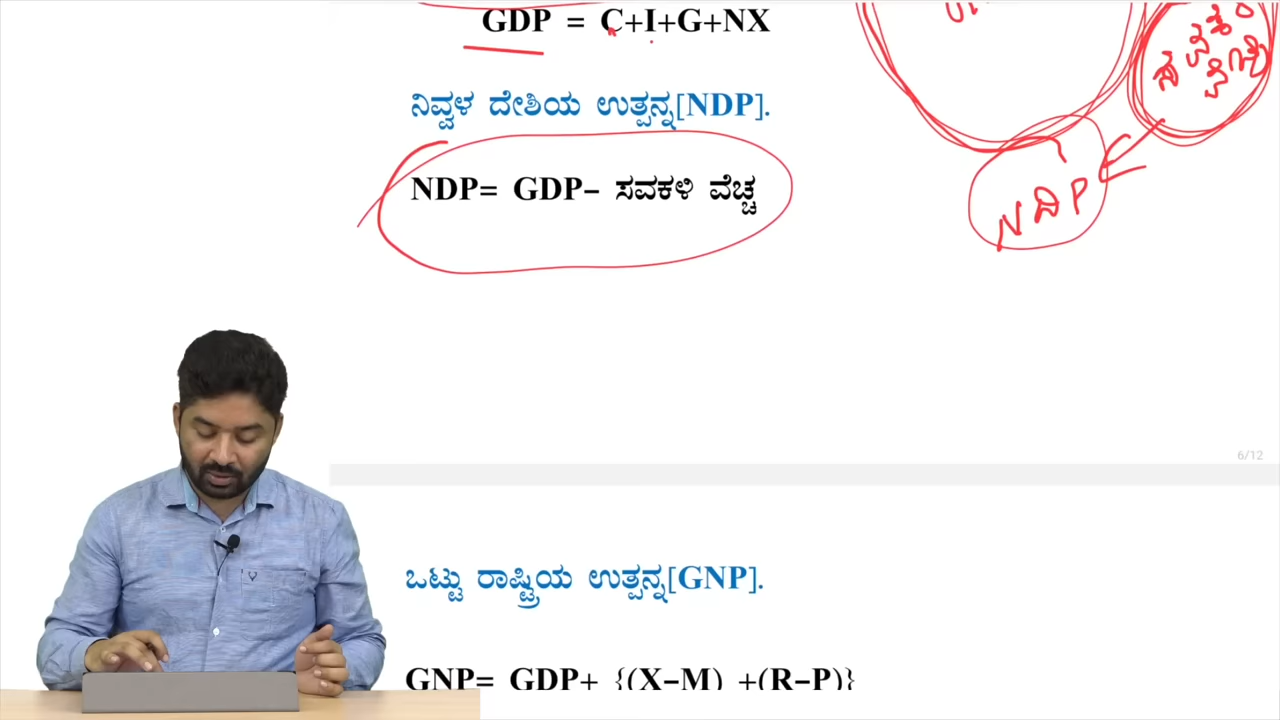 GDP = C+I+G+NX
ನಿವ್ವಳ ದೇಶಿಯ ಉತ್ಪನ್ನ[NDP].
NDP= GDP– ಸವಕಳಿ ವೆಚ್ಚ
NDP
6/12
ಒಟ್ಟು ರಾಷ್ಟ್ರಿಯ ಉತ್ಪನ್ನ[GNP].
GNP= GDP+ {(X–M) +(R–P)}